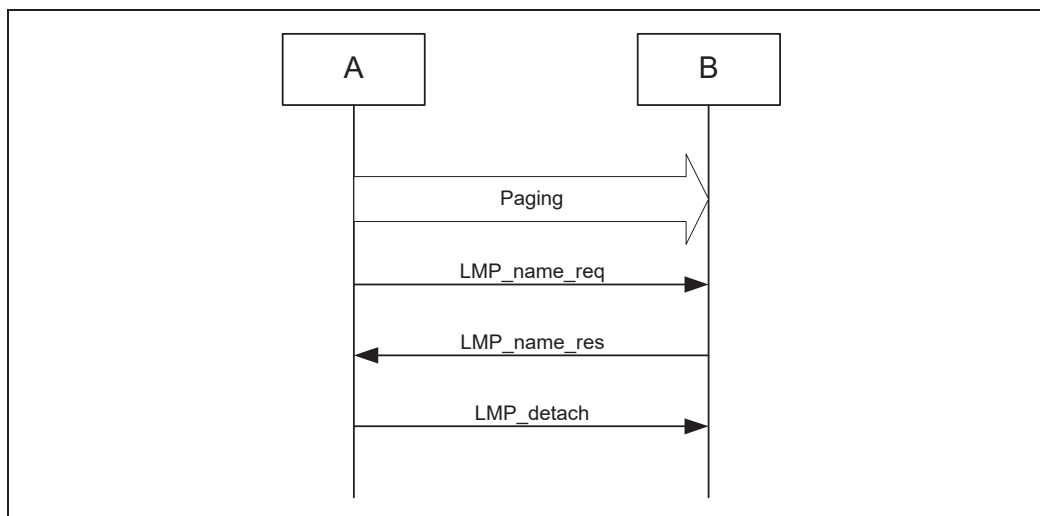 A
B
Paging
LMP_name_req
LMP_name_res
LMP_detach